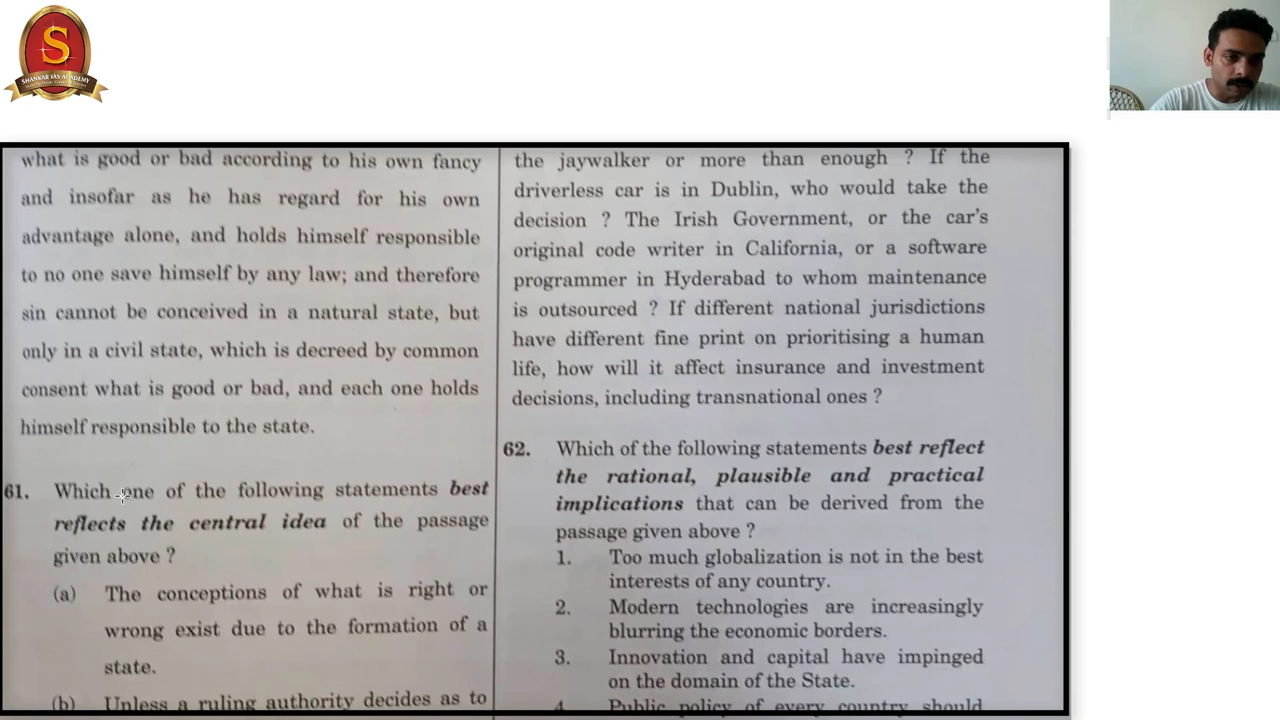 S
SHANKAR IAS ACADEMY
what is good or bad according to his own fancy
and insofar as he has regard for his own
advantage alone, and holds himself responsible
to no one save himself by any law; and therefore
sin cannot be conceived in a natural state, but
only in a civil state, which is decreed by common
consent what is good or bad, and each one holds
himself responsible to the state.
61. Which one of the following statements best
reflects the central idea of the passage
given above ?
(a) The conceptions of what is right or
wrong exist due to the formation of a
state.
(b) Unless a ruling authority decides as to
the jaywalker or more than enough ? If the
driverless car is in Dublin, who would take the
decision ? The Irish Government, or the car's
original code writer in California, or a software
programmer in Hyderabad to whom maintenance
is outsourced ? If different national jurisdictions
have different fine print on prioritising a human
life, how will it affect insurance and investment
decisions, including transnational ones ?
62. Which of the following statements best reflect
the rational, plausible and practical
implications that can be derived from the
passage given above ?
1. Too much globalization is not in the best
interests of any country.
2. Modern technologies are increasingly
blurring the economic borders.
3. Innovation and capital have impinged
on the domain of the State.
4. Public policy of every country should